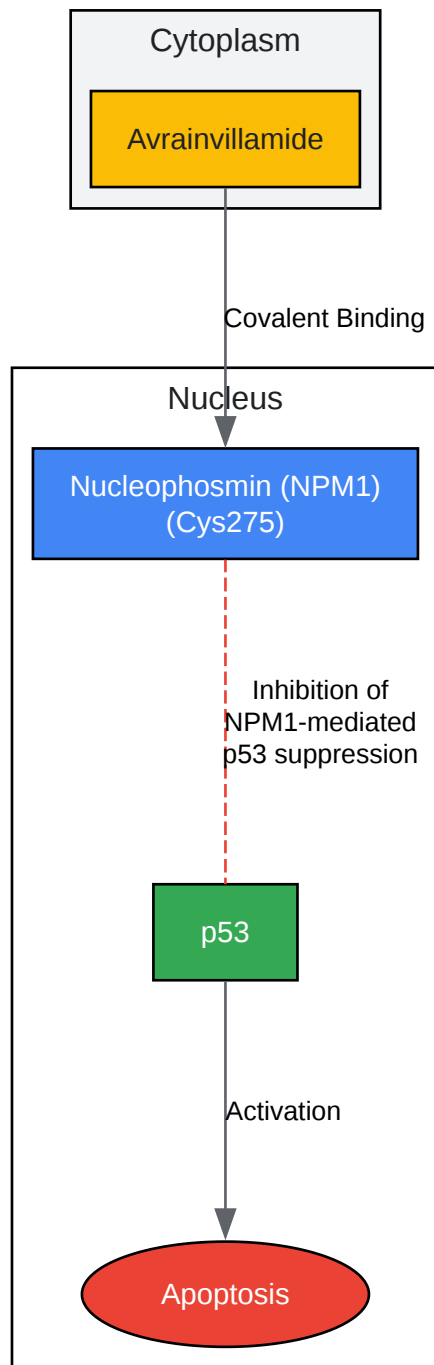 Cytoplasm
Avrainvillamide
Covalent Binding
Nucleus
Nucleophosmin (NPM1)
(Cys275)
Inhibition of
NPM1-mediated
p53 suppression
p53
Activation
Apoptosis